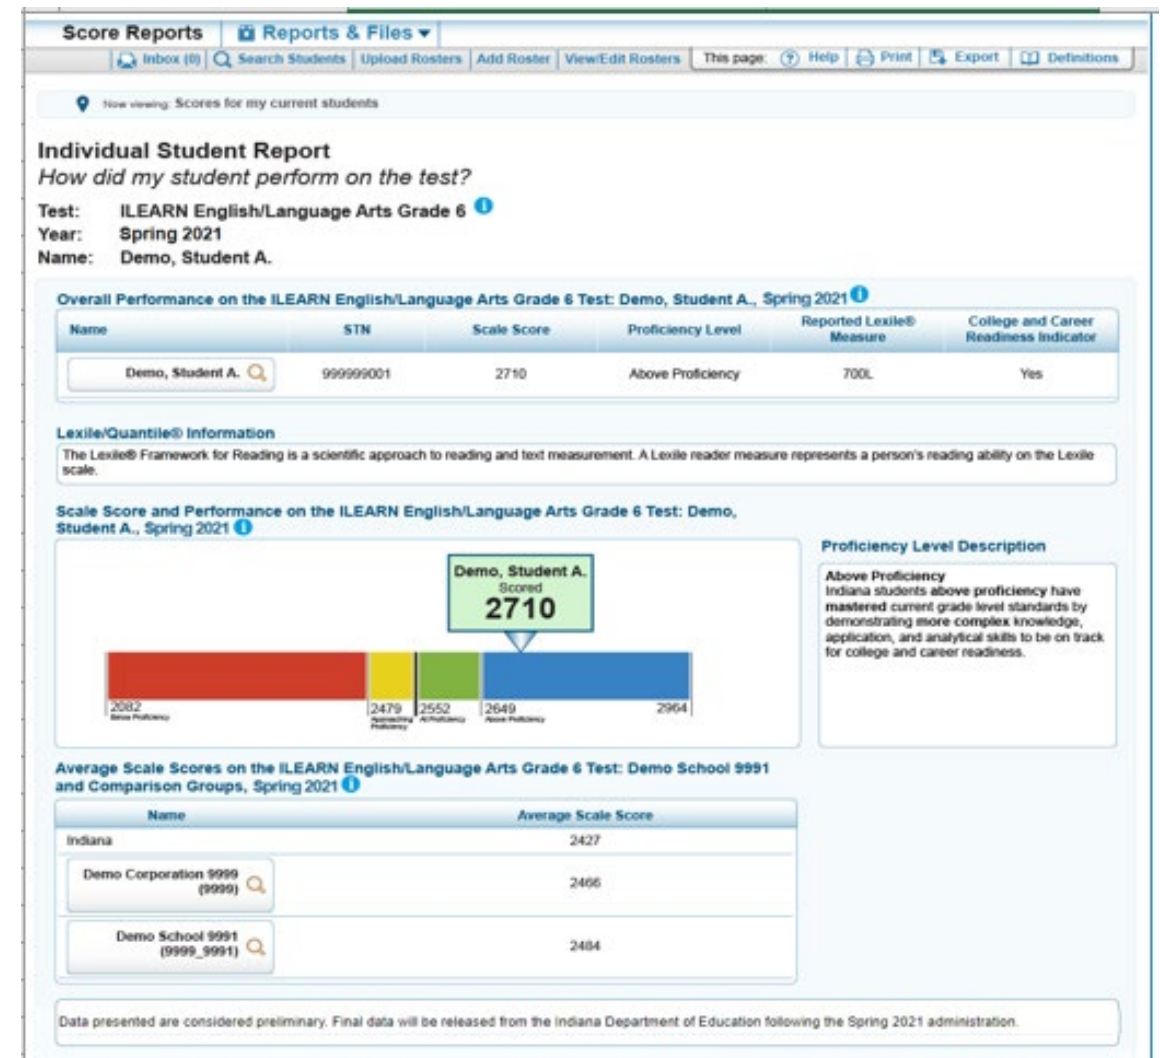 Score Reports Reports & Files
Inbox (0) Search Students Upload Rosters Add Roster View/Edit Rosters This page: Help Print Export Definitions
Now viewing: Scores for my current students
Individual Student Report
How did my student perform on the test?
Test: ILEARN English/Language Arts Grade 6
Year: Spring 2021
Name: Demo, Student A.
Overall Performance on the ILEARN English/Language Arts Grade 6 Test: Demo, Student A., Spring 2021
Name STN Scale Score Proficiency Level Reported Lexile® Measure College and Career Readiness Indicator
Demo, Student A. 999999001 2710 Above Proficiency 700L Yes
Lexile/Quantile® Information
The Lexile® Framework for Reading is a scientific approach to reading and text measurement. A Lexile reader measure represents a person's reading ability on the Lexile
scale.
Scale Score and Performance on the ILEARN English/Language Arts Grade 6 Test: Demo,
Student A., Spring 2021
Demo, Student A.
Scored
2710
2082 2479 2552 2649 2964
Below Proficiency Approaching Proficiency At Proficiency Above Proficiency
Proficiency Level Description
Above Proficiency
Indiana students above proficiency have
mastered current grade level standards by
demonstrating more complex knowledge,
application, and analytical skills to be on track
for college and career readiness.
Average Scale Scores on the ILEARN English/Language Arts Grade 6 Test: Demo School 9991
and Comparison Groups, Spring 2021
Name Average Scale Score
Indiana 2427
Demo Corporation 9999
(9999) 2466
Demo School 9991
(9999_9991) 2484
Data presented are considered preliminary. Final data will be released from the Indiana Department of Education following the Spring 2021 administration.